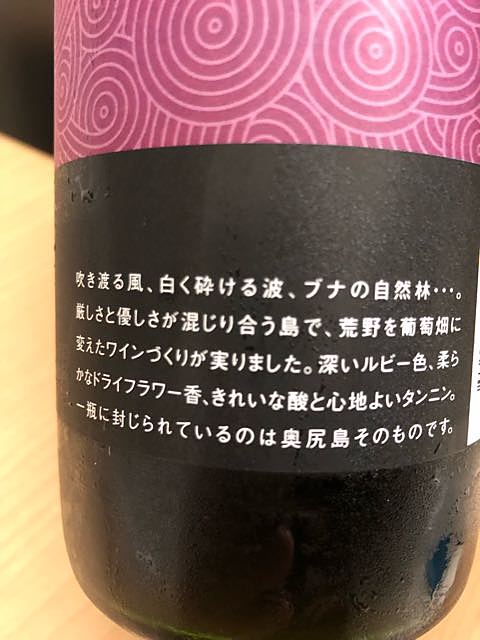 吹き渡る風、白く砕ける波、ブナの自然林･･･。
厳しさと優しさが混じり合う島で、荒野を葡萄畑に
変えたワインづくりが実りました。深いルビー色、柔ら
かなドライフラワー香、きれいな酸と心地よいタンニン。
一瓶に封じられているのは奥尻島そのものです。